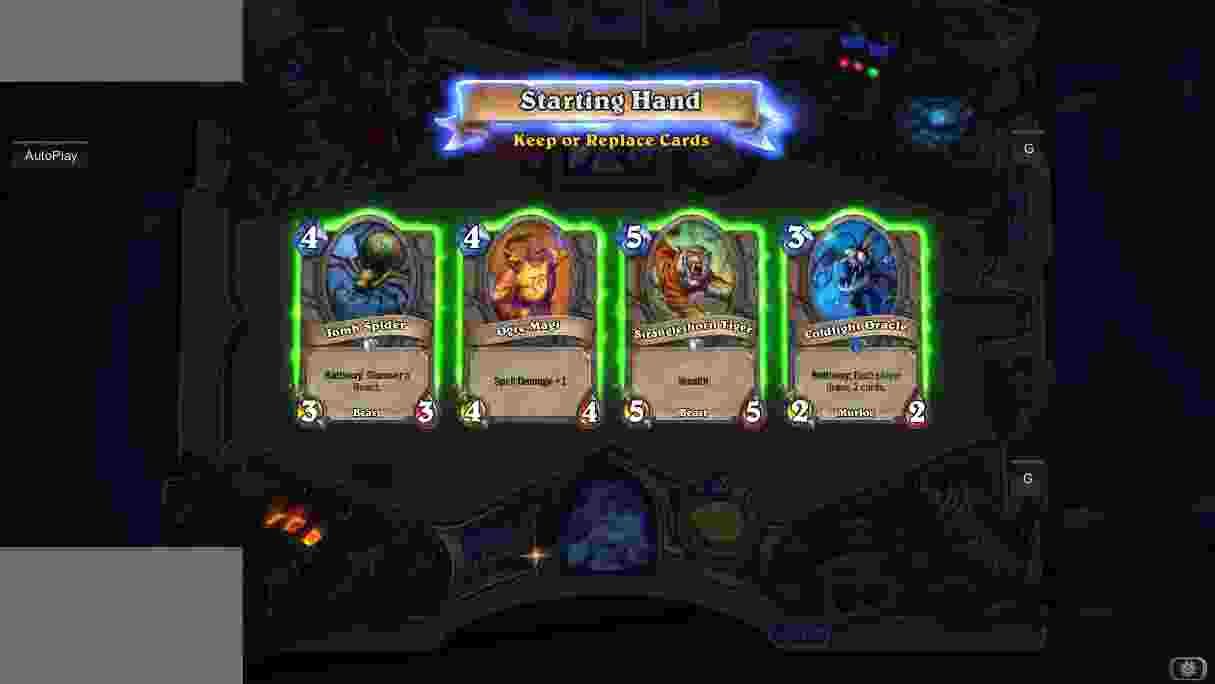 Starting Hand
Keep or Replace Cards
AutoPlay
G
4
4
5
3
Tomb Spider
Ogre Magi
Stranglethorn Tiger
Coldlight Oracle
Battlecry: Discover a
Beast.
Spell Damage +1
Stealth
Battlecry: Each player
draws 2 cards.
3
Beast
3
4
4
5
Beast
5
2
Murloc
2
G